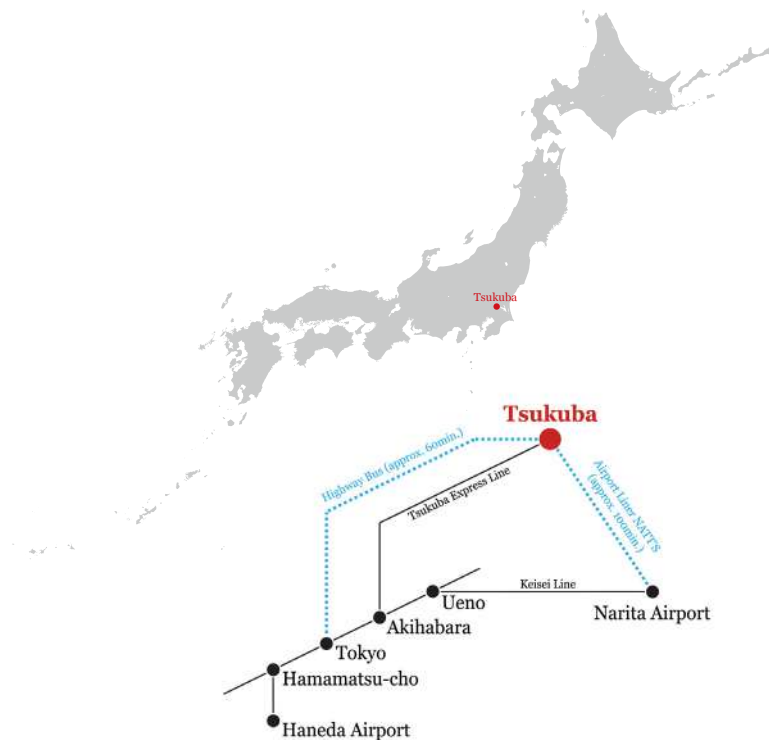 Tsukuba
Tsukuba
Highway Bus (approx. 60min.)
Tsukuba Express Line
Airport Liner NATT'S
(approx. 100min.)
Keisei Line
Ueno
Narita Airport
Akihabara
Tokyo
Hamamatsu-cho
Haneda Airport